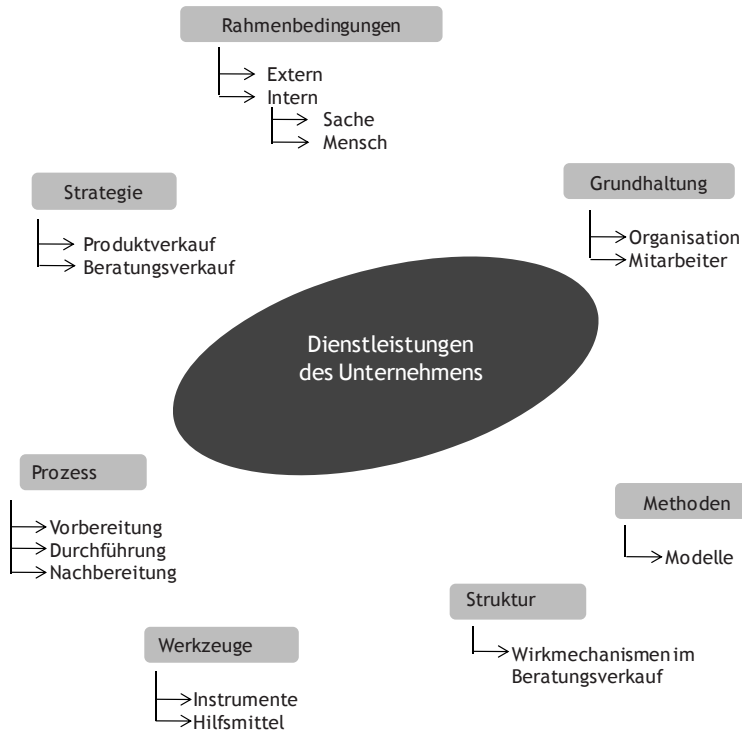 Rahmenbedingungen
Extern
Intern
Sache
Mensch
Strategie
Produktverkauf
Beratungsverkauf
Grundhaltung
Organisation
Mitarbeiter
Dienstleistungen
des Unternehmens
Prozess
Vorbereitung
Durchführung
Nachbereitung
Methoden
Modelle
Struktur
Wirkmechanismen im
Beratungsverkauf
Werkzeuge
Instrumente
Hilfsmittel